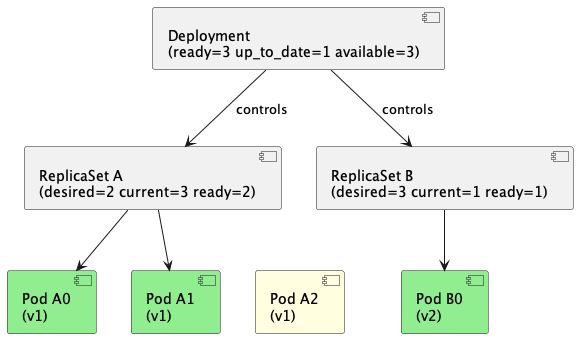 Deployment
(ready=3 up_to_date=1 available=3)
controls
controls
ReplicaSet A
(desired=2 current=3 ready=2)
ReplicaSet B
(desired=3 current=1 ready=1)
Pod A0
(v1)
Pod A1
(v1)
Pod A2
(v1)
Pod B0
(v2)